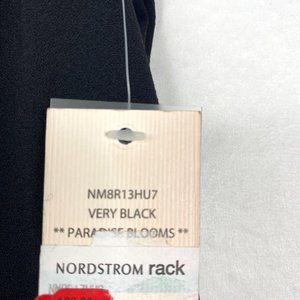 NM8R13HU7
VERY BLACK
** PARADISE BLOOMS **
NORDSTROM rack